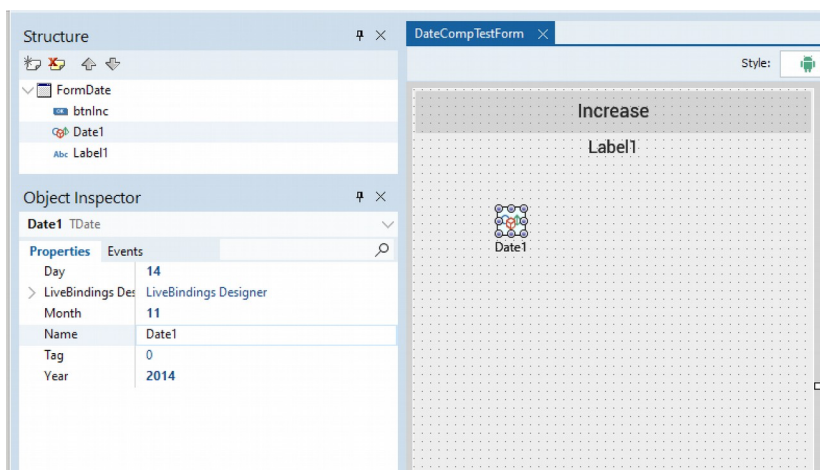 Structure
FormDate
btnInc
Date1
Abc Label1
Object Inspector
Date1 TDate
Properties Events
Day 14
LiveBindings Des LiveBindings Designer
Month 11
Name Date1
Tag 0
Year 2014
DateCompTestForm
Style:
Increase
Label1
Date1